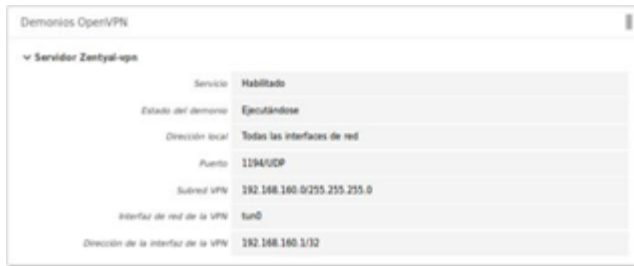 Demonios OpenVPN
Servidor Zentyal-vpn
Servicio Habilitado
Estado del demonio Ejecutándose
Dirección local Todas las interfaces de red
Puerto 1194/UDP
Subred VPN 192.168.160.0/255.255.255.0
Interfaz de red de la VPN tun0
Dirección de la interfaz de la VPN 192.168.160.1/32